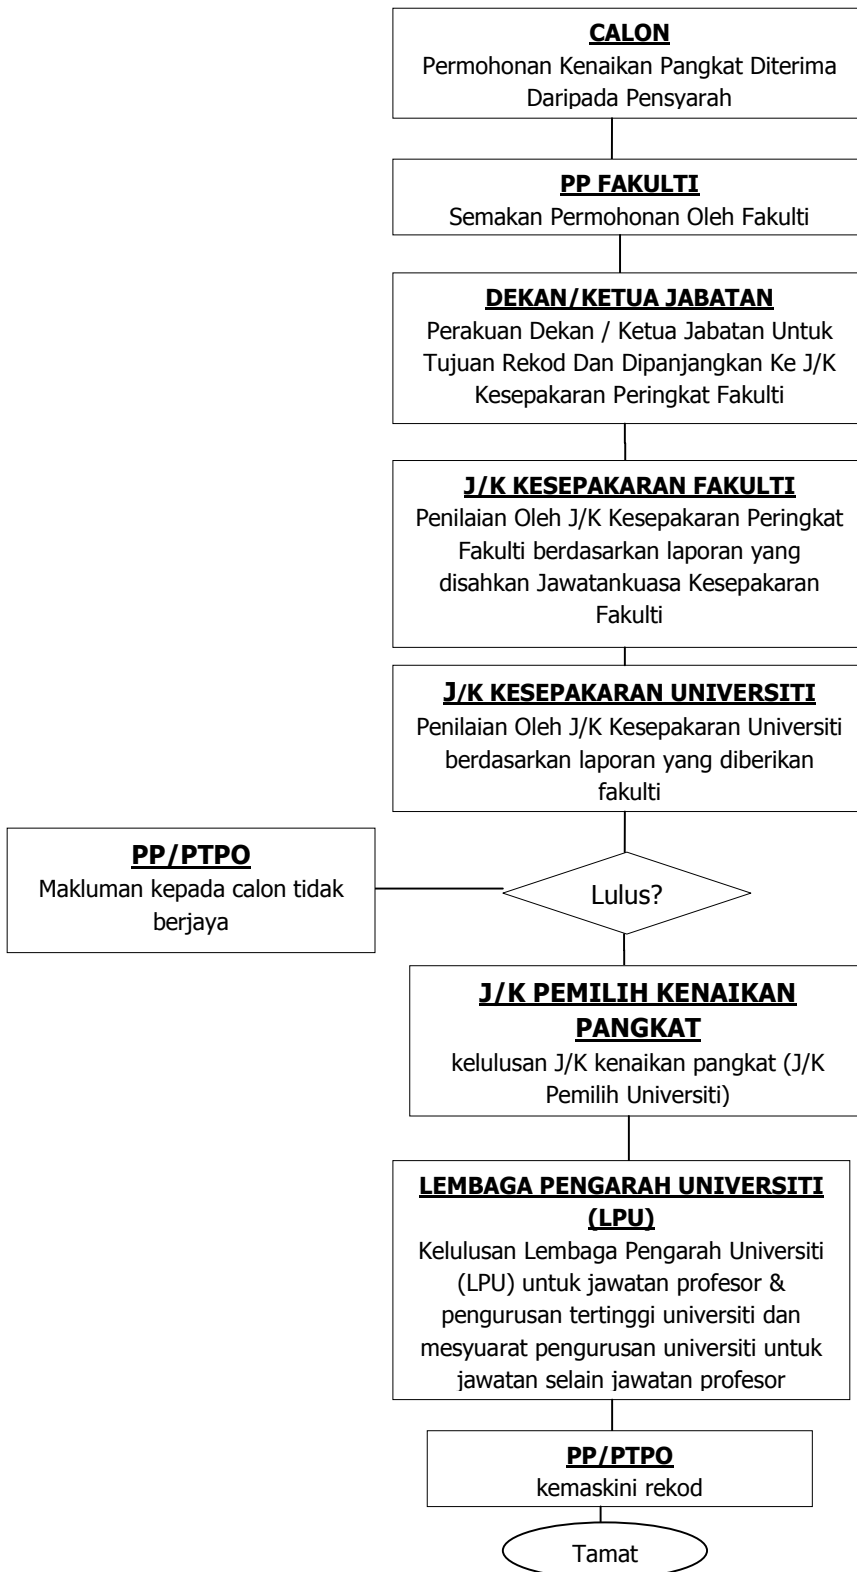 CALON
Permohonan Kenaikan Pangkat Diterima
Daripada Pensyarah
PP FAKULTI
Semakan Permohonan Oleh Fakulti
DEKAN/KETUA JABATAN
Perakuan Dekan / Ketua Jabatan Untuk
Tujuan Rekod Dan Dipanjangkan Ke J/K
Kesepakaran Peringkat Fakulti
J/K KESEPAKARAN FAKULTI
Penilaian Oleh J/K Kesepakaran Peringkat
Fakulti berdasarkan laporan yang
disahkan Jawatankuasa Kesepakaran
Fakulti
J/K KESEPAKARAN UNIVERSITI
Penilaian Oleh J/K Kesepakaran Universiti
berdasarkan laporan yang diberikan
fakulti
PP/PTPO
Makluman kepada calon tidak
berjaya
Lulus?
J/K PEMILIH KENAIKAN
PANGKAT
kelulusan J/K kenaikan pangkat (J/K
Pemilih Universiti)
LEMBAGA PENGARAH UNIVERSITI
(LPU)
Kelulusan Lembaga Pengarah Universiti
(LPU) untuk jawatan profesor &
pengurusan tertinggi universiti dan
mesyuarat pengurusan universiti untuk
jawatan selain jawatan profesor
PP/PTPO
kemaskini rekod
Tamat